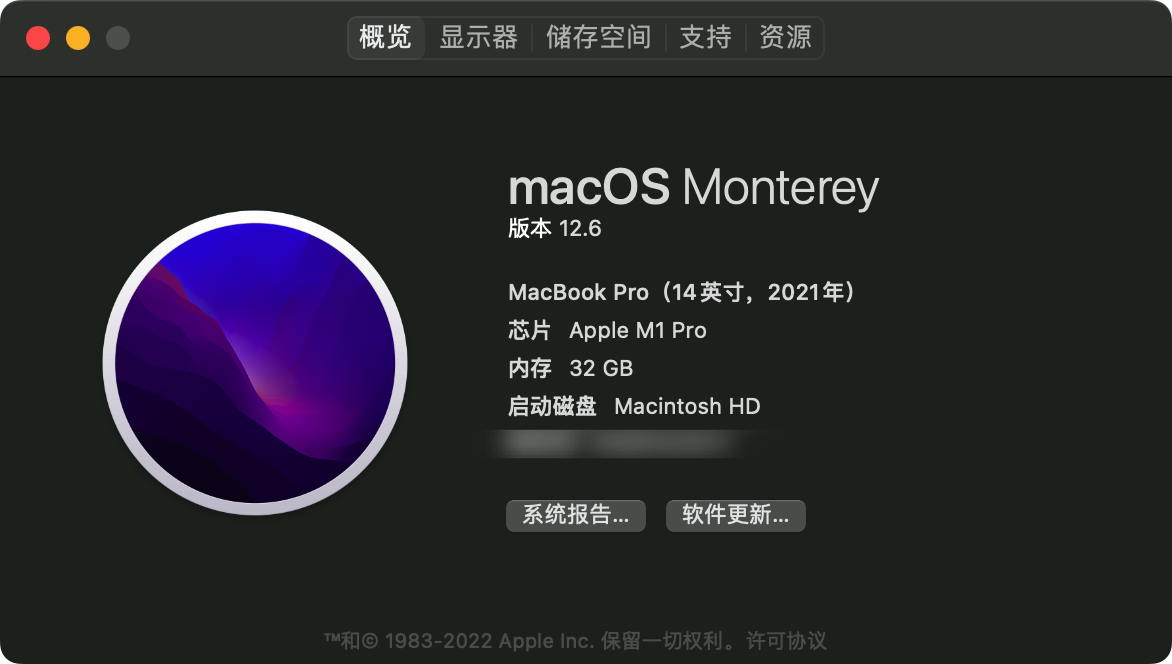 概览 显示器 储存空间 支持 资源
macOS Monterey
版本 12.6
MacBook Pro（14英寸，2021年）
芯片 Apple M1 Pro
内存 32 GB
启动磁盘 Macintosh HD
系统报告... 软件更新...
™和© 1983-2022 Apple Inc. 保留一切权利。许可协议